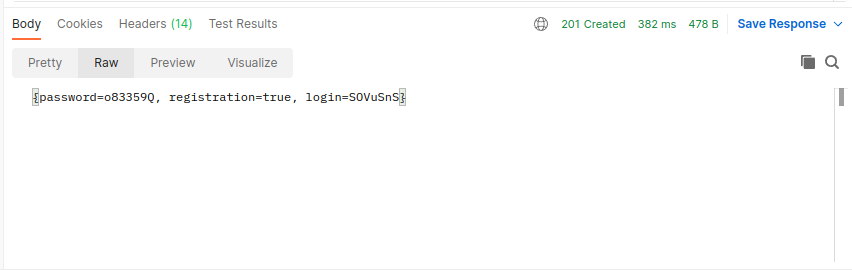 Body Cookies Headers (14) Test Results 201 Created 382 ms 478 B Save Response
Pretty Raw Preview Visualize
{password=o83359Q, registration=true, login=SOVuSnS}